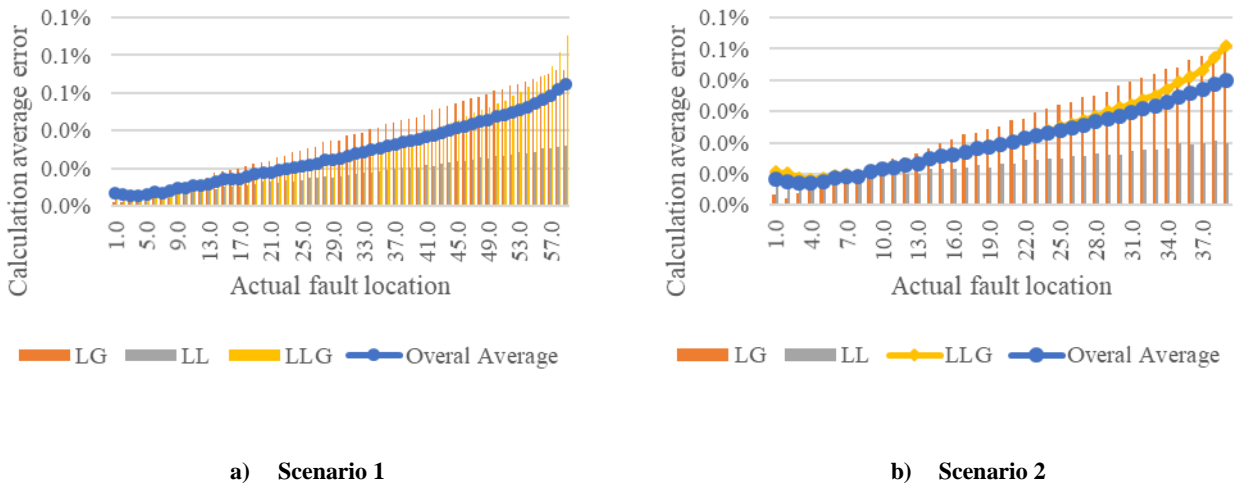 Calculation average error
0.1%
0.1%
0.1%
0.0%
0.0%
0.0%
1.0 5.0 9.0 13.0 17.0 21.0 25.0 29.0 33.0 37.0 41.0 45.0 49.0 53.0 57.0
Actual fault location
LG LL LLG Overal Average
a) Scenario 1
Calculation average error
0.1%
0.1%
0.0%
0.0%
0.0%
0.0%
0.0%
1.0 4.0 7.0 10.0 13.0 16.0 19.0 22.0 25.0 28.0 31.0 34.0 37.0
Actual fault location
LG LL LLG Overal Average
b) Scenario 2